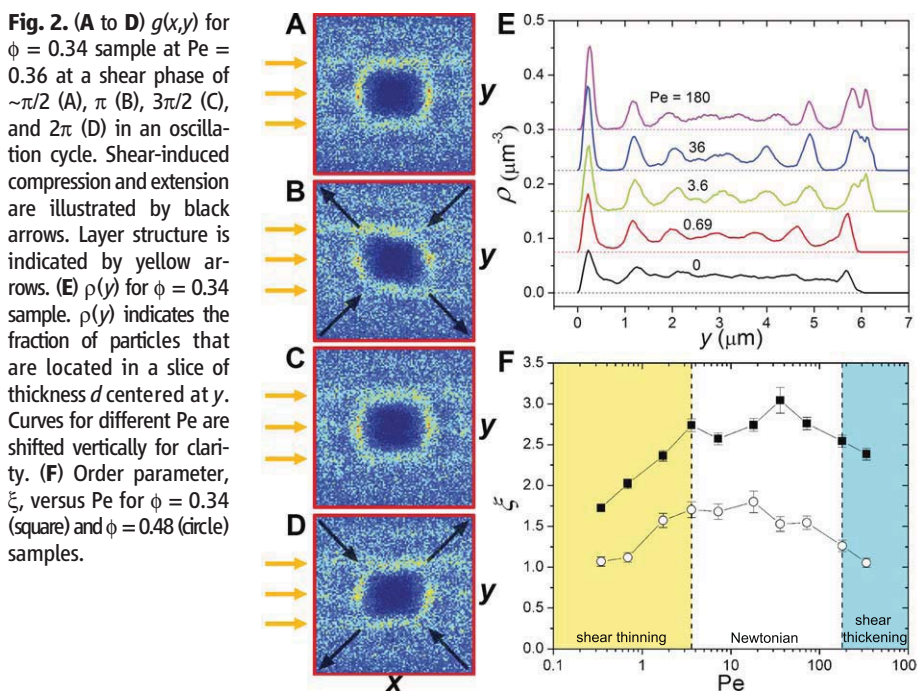 Fig. 2. (A to D) g(x,y) for
ϕ = 0.34 sample at Pe =
0.36 at a shear phase of
~π/2 (A), π (B), 3π/2 (C),
and 2π (D) in an oscilla-
tion cycle. Shear-induced
compression and extension
are illustrated by black
arrows. Layer structure is
indicated by yellow ar-
rows. (E) ρ(y) for ϕ = 0.34
sample. ρ(y) indicates the
fraction of particles that
are located in a slice of
thickness d centered at y.
Curves for different Pe are
shifted vertically for clari-
ty. (F) Order parameter,
ξ, versus Pe for ϕ = 0.34
(square) and ϕ = 0.48 (circle)
samples.
A
y
B
y
C
y
D
y
x
E
ρ (μm⁻³)
0.5
0.4
0.3
0.2
0.1
0.0
Pe = 180
36
3.6
0.69
0
0 1 2 3 4 5 6 7
y (μm)
F
ξ
3.5
3.0
2.5
2.0
1.5
1.0
0.5
0.0
shear thinning
Newtonian
shear
thickening
0.1 1 10 100 1000
Pe